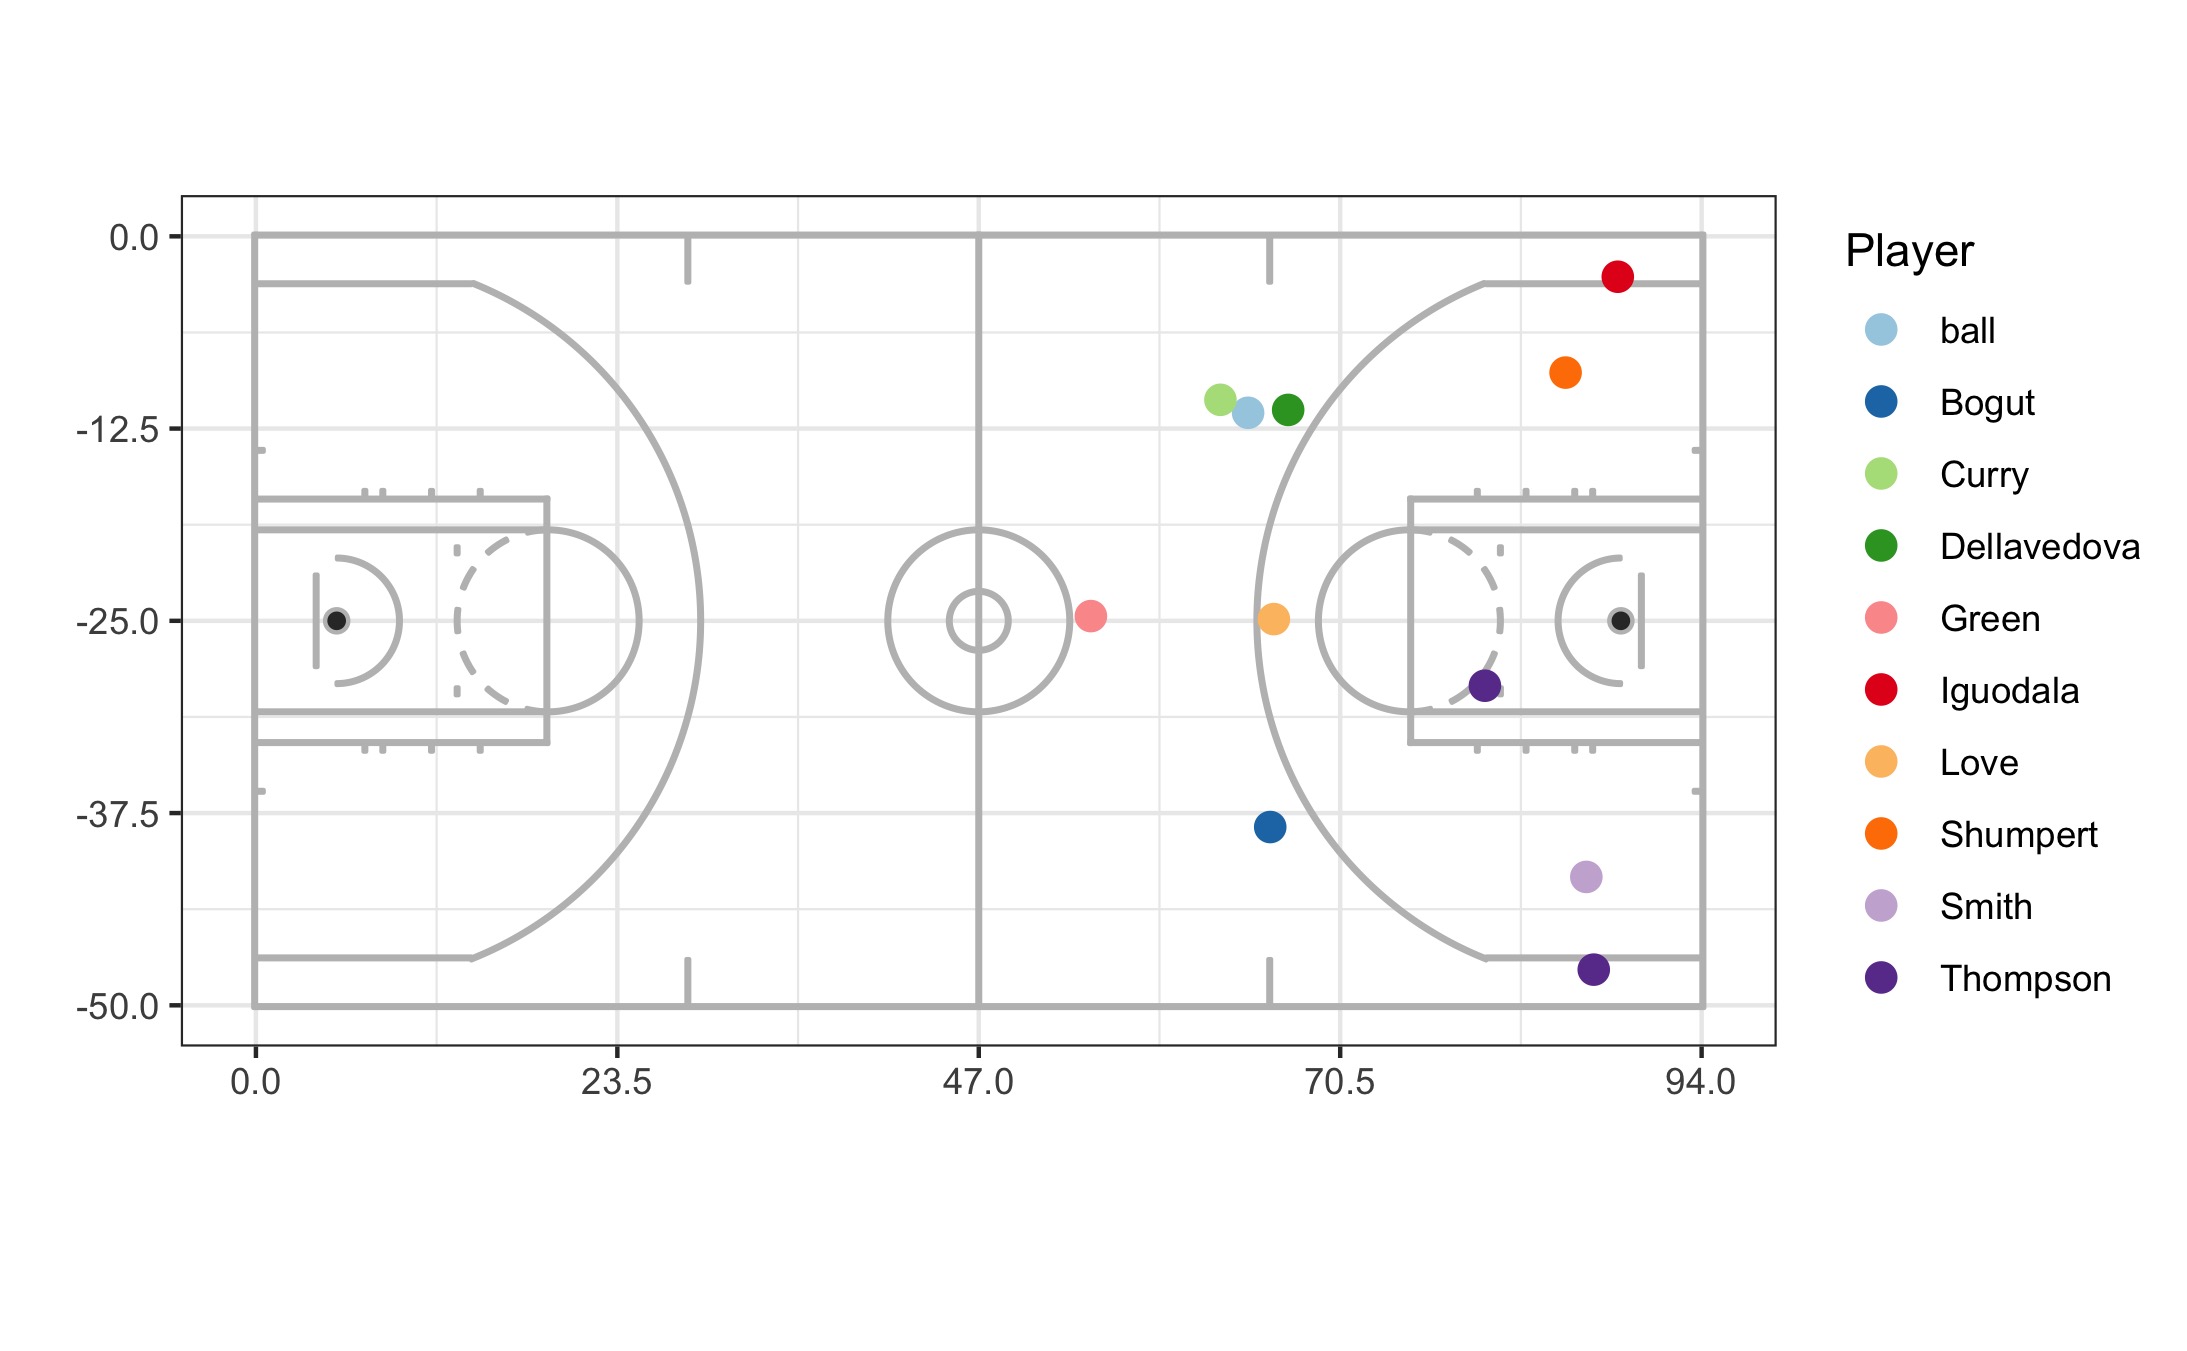 0.0
-12.5
-25.0
-37.5
-50.0
0.0 23.5 47.0 70.5 94.0
Player
ball
Bogut
Curry
Dellavedova
Green
Iguodala
Love
Shumpert
Smith
Thompson